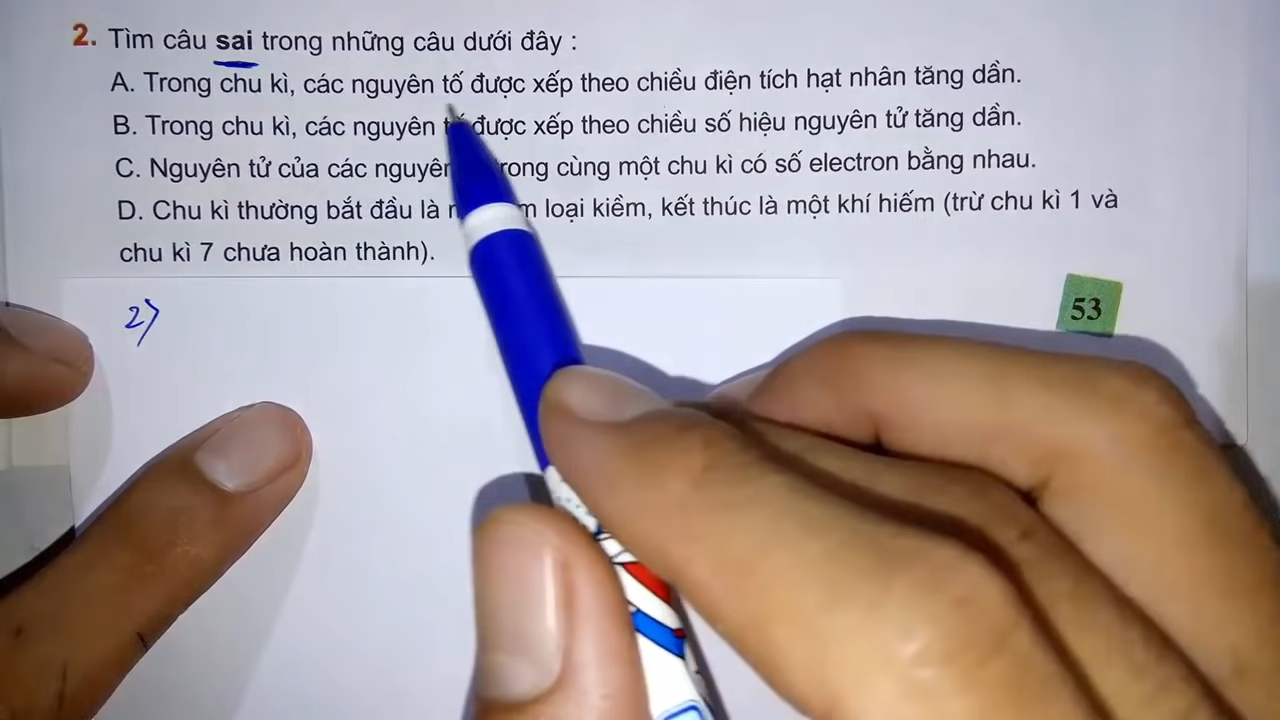 2. Tìm câu sai trong những câu dưới đây :
A. Trong chu kì, các nguyên tố được xếp theo chiều điện tích hạt nhân tăng dần.
B. Trong chu kì, các nguyên tố được xếp theo chiều số hiệu nguyên tử tăng dần.
C. Nguyên tử của các nguyên trong cùng một chu kì có số electron bằng nhau.
D. Chu kì thường bắt đầu là loại kiềm, kết thúc là một khí hiếm (trừ chu kì 1 và
chu kì 7 chưa hoàn thành).
2)
53